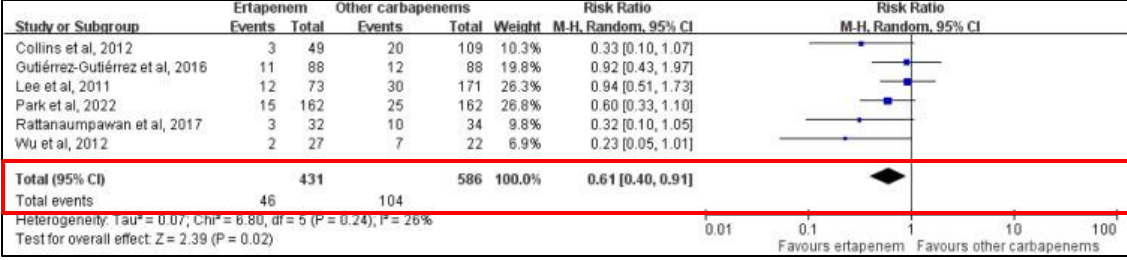 Ertapenem Other carbapenems Risk Ratio Risk Ratio
Study or Subgroup Events Total Events Total Weight M-H, Random, 95% CI M-H, Random, 95% CI
Collins et al, 2012 3 49 20 109 10.3% 0.33 [0.10, 1.07]
Gutiérrez-Gutiérrez et al, 2016 11 88 12 88 19.8% 0.92 [0.43, 1.97]
Lee et al, 2011 12 73 30 171 26.3% 0.94 [0.51, 1.73]
Park et al, 2022 15 162 25 162 26.8% 0.60 [0.33, 1.10]
Rattanaumpawan et al, 2017 3 32 10 34 9.8% 0.32 [0.10, 1.05]
Wu et al, 2012 2 27 7 22 6.9% 0.23 [0.05, 1.01]
Total (95% CI) 431 586 100.0% 0.61 [0.40, 0.91]
Total events 46 104
Heterogeneity: Tau² = 0.07; Chi² = 6.80, df = 5 (P = 0.24); I² = 26%
Test for overall effect: Z = 2.39 (P = 0.02)
0.01 0.1 1 10 100
Favours ertapenem Favours other carbapenems